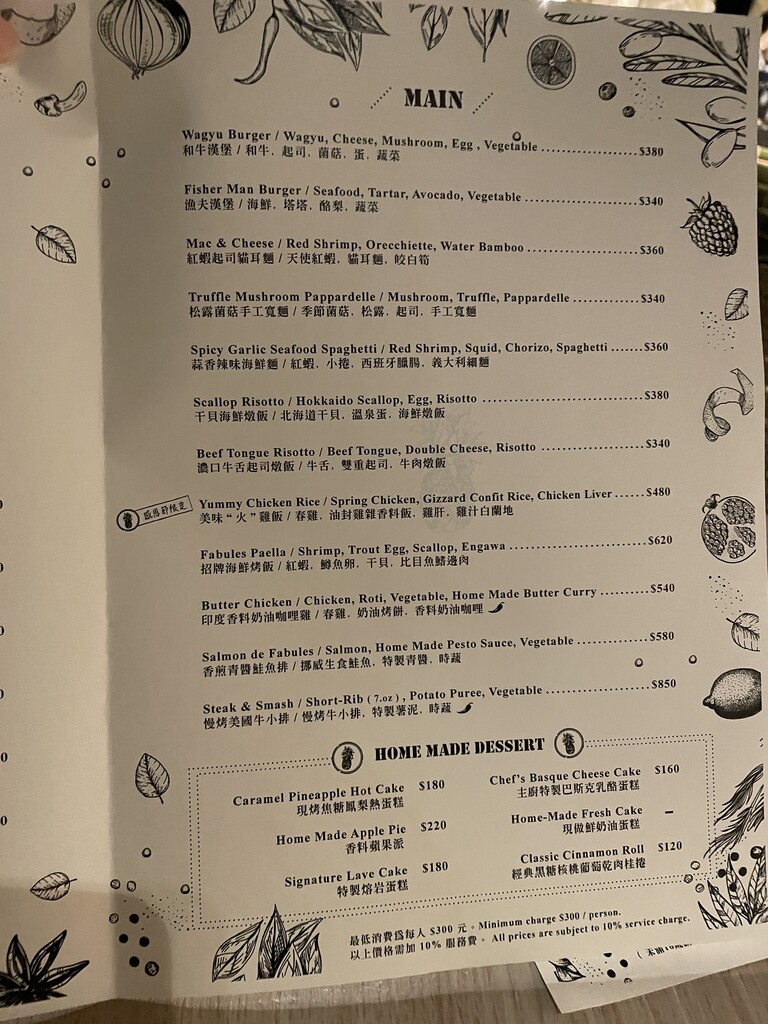 MAIN
Wagyu Burger / Wagyu, Cheese, Mushroom, Egg , Vegetable ..................$380
和牛漢堡 / 和牛, 起司, 菌菇, 蛋, 蔬菜
Fisher Man Burger / Seafood, Tartar, Avocado, Vegetable ........................$340
漁夫漢堡 / 海鮮, 塔塔, 酪梨, 蔬菜
Mac & Cheese / Red Shrimp, Orecchiette, Water Bamboo ........................$360
紅蝦起司貓耳麵 / 天使紅蝦, 貓耳麵, 皎白筍
Truffle Mushroom Pappardelle / Mushroom, Truffle, Pappardelle ...............$340
松露菌菇手工寬麵 / 季節菌菇, 松露, 起司, 手工寬麵
Spicy Garlic Seafood Spaghetti / Red Shrimp, Squid, Chorizo, Spaghetti .......$360
蒜香辣味海鮮麵 / 紅蝦, 小捲, 西班牙臘腸, 義大利細麵
Scallop Risotto / Hokkaido Scallop, Egg, Risotto ...................................$380
干貝海鮮燉飯 / 北海道干貝, 溫泉蛋, 海鮮燉飯
Beef Tongue Risotto / Beef Tongue, Double Cheese, Risotto .......................$340
濃口牛舌起司燉飯 / 牛舌, 雙重起司, 牛肉燉飯
Yummy Chicken Rice / Spring Chicken, Gizzard Confit Rice, Chicken Liver ......$480
美味“火”雞飯 / 春雞, 油封雞雜香料飯, 雞肝, 雞汁白蘭地
Fabules Paella / Shrimp, Trout Egg, Scallop, Engawa ..............................$620
招牌海鮮烤飯 / 紅蝦, 鱒魚卵, 干貝, 比目魚鰭邊肉
Butter Chicken / Chicken, Roti, Vegetable, Home Made Butter Curry ...........$540
印度香料奶油咖哩雞 / 春雞, 奶油烤餅, 香料奶油咖哩
Salmon de Fabules / Salmon, Home Made Pesto Sauce, Vegetable ................$580
香煎青醬鮭魚排 / 挪威生食鮭魚, 特製青醬, 時蔬
Steak & Smash / Short-Rib ( 7.oz ) , Potato Puree, Vegetable .....................$850
慢烤美國牛小排 / 慢烤牛小排, 特製薯泥, 時蔬
HOME MADE DESSERT
Caramel Pineapple Hot Cake $180
現烤焦糖鳳梨熱蛋糕
Home Made Apple Pie $220
香料蘋果派
Signature Lave Cake $180
特製熔岩蛋糕
Chef's Basque Cheese Cake $160
主廚特製巴斯克乳酪蛋糕
Home-Made Fresh Cake –
現做鮮奶油蛋糕
Classic Cinnamon Roll $120
經典黑糖核桃葡萄乾肉桂捲
最低消費為每人 $300 元。Minimum charge $300 / person.
以上價格需加 10% 服務費。 All prices are subject to 10% service charge.